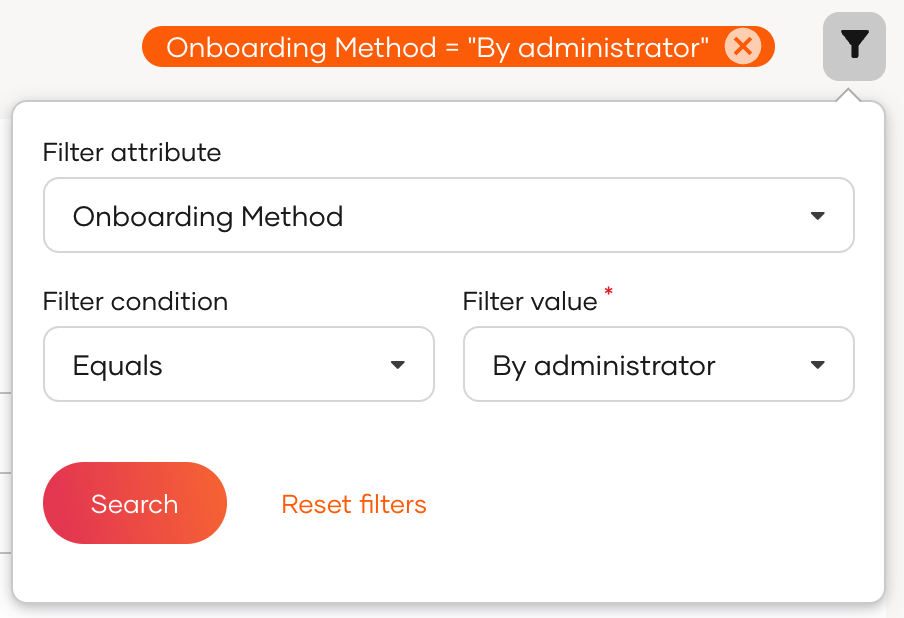 Onboarding Method = "By administrator"
Filter attribute
Onboarding Method
Filter condition
Filter value *
Equals
By administrator
Search
Reset filters